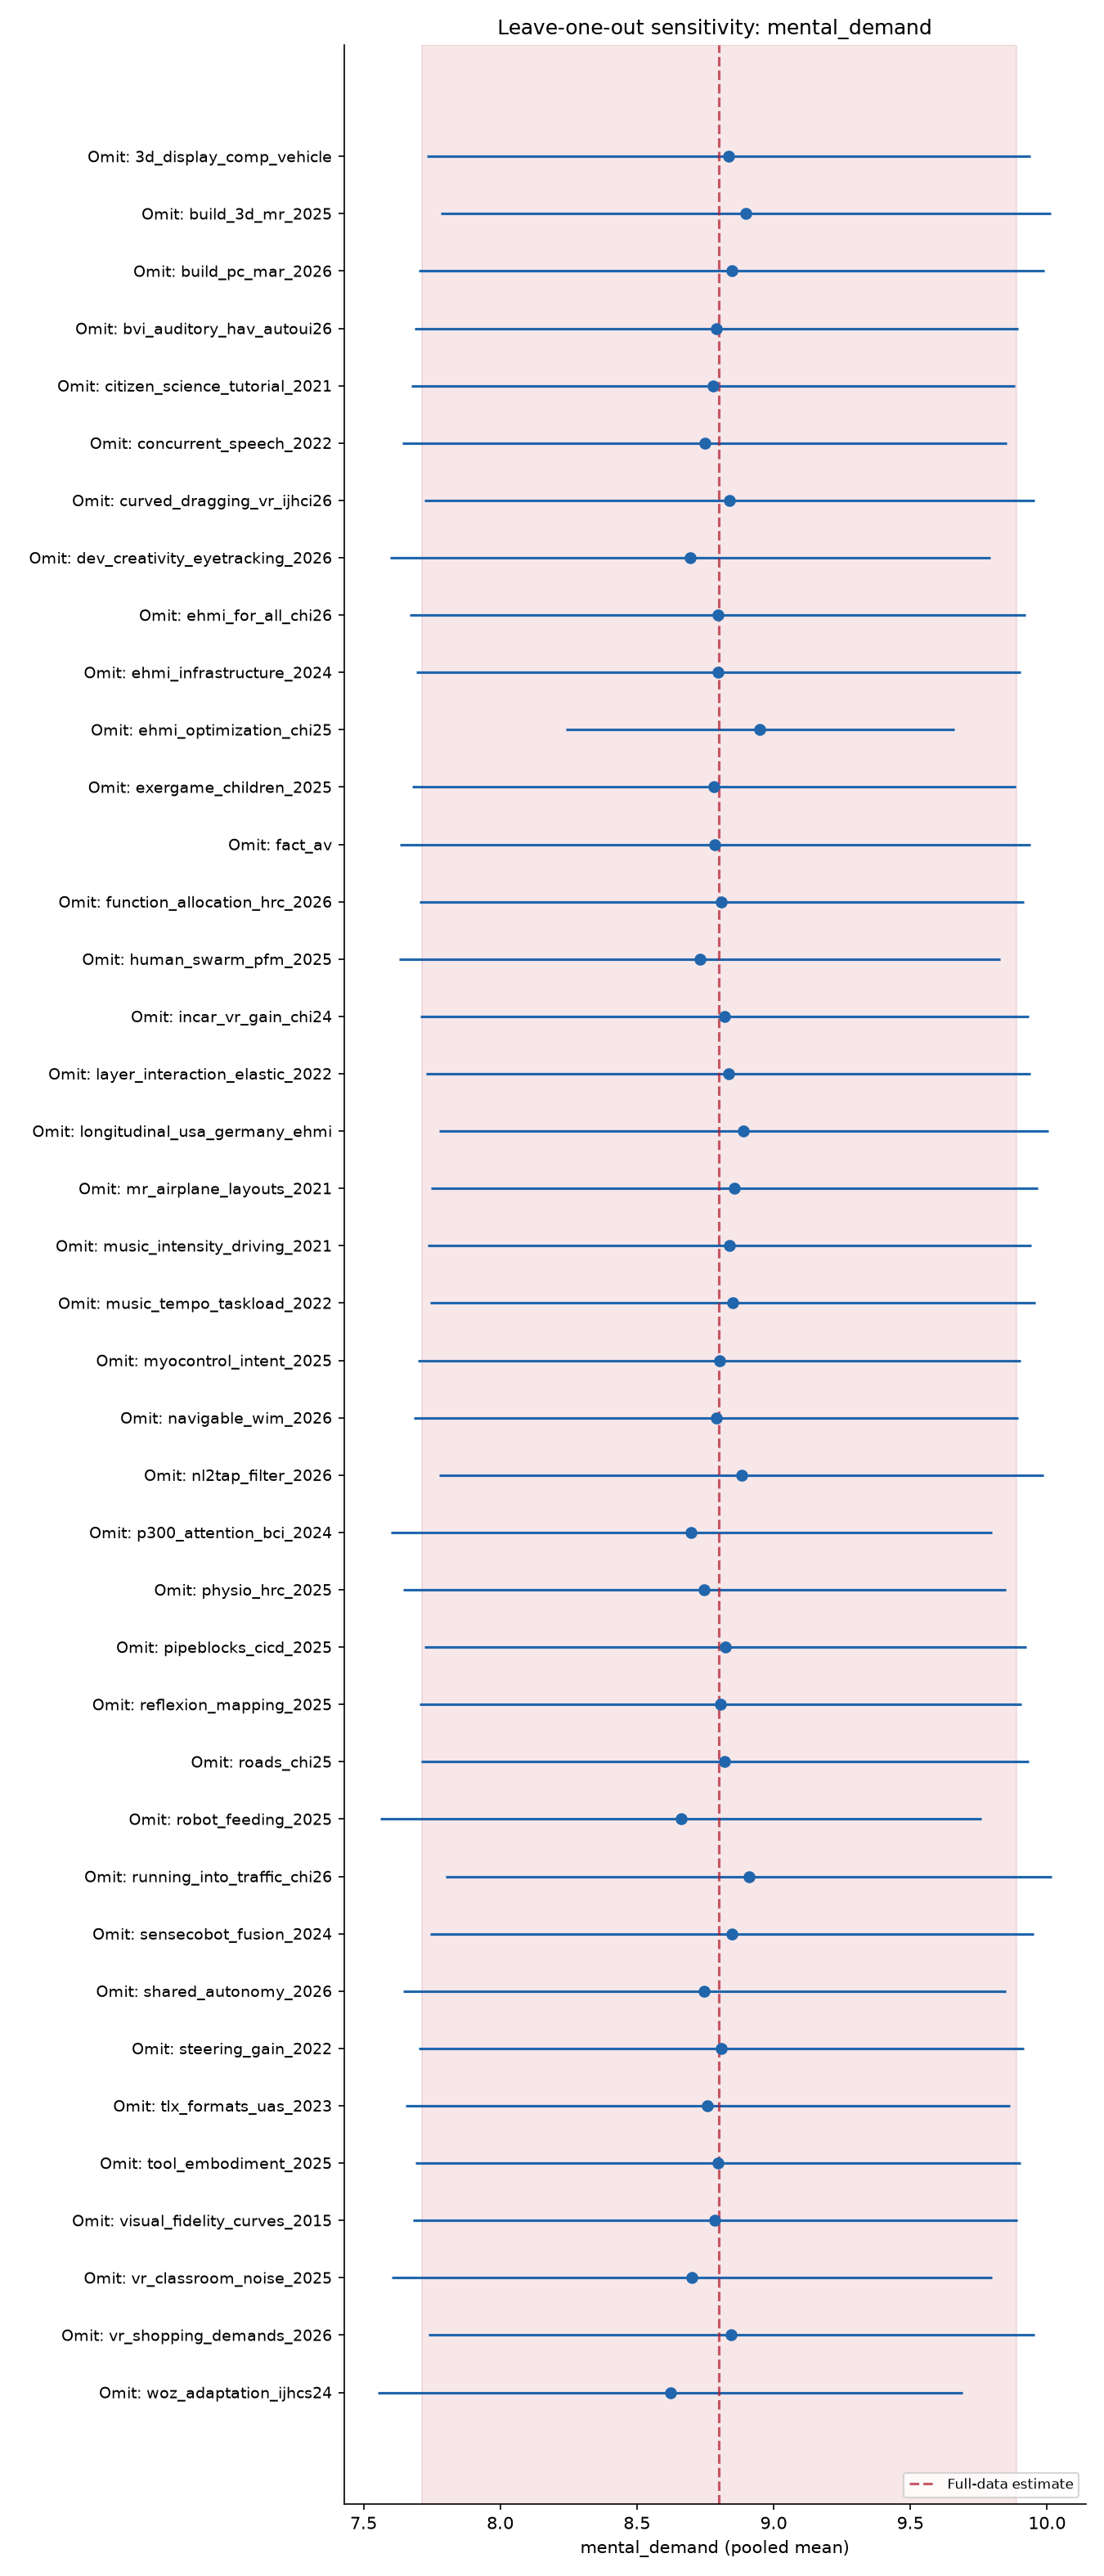 Leave-one-out sensitivity: mental_demand
Omit: 3d_display_comp_vehicle
Omit: build_3d_mr_2025
Omit: build_pc_mar_2026
Omit: bvi_auditory_hav_autoui26
Omit: citizen_science_tutorial_2021
Omit: concurrent_speech_2022
Omit: curved_dragging_vr_ijhci26
Omit: dev_creativity_eyetracking_2026
Omit: ehmi_for_all_chi26
Omit: ehmi_infrastructure_2024
Omit: ehmi_optimization_chi25
Omit: exergame_children_2025
Omit: fact_av
Omit: function_allocation_hrc_2026
Omit: human_swarm_pfm_2025
Omit: incar_vr_gain_chi24
Omit: layer_interaction_elastic_2022
Omit: longitudinal_usa_germany_ehmi
Omit: mr_airplane_layouts_2021
Omit: music_intensity_driving_2021
Omit: music_tempo_taskload_2022
Omit: myocontrol_intent_2025
Omit: navigable_wim_2026
Omit: nl2tap_filter_2026
Omit: p300_attention_bci_2024
Omit: physio_hrc_2025
Omit: pipeblocks_cicd_2025
Omit: reflexion_mapping_2025
Omit: roads_chi25
Omit: robot_feeding_2025
Omit: running_into_traffic_chi26
Omit: sensecobot_fusion_2024
Omit: shared_autonomy_2026
Omit: steering_gain_2022
Omit: tlx_formats_uas_2023
Omit: tool_embodiment_2025
Omit: visual_fidelity_curves_2015
Omit: vr_classroom_noise_2025
Omit: vr_shopping_demands_2026
Omit: woz_adaptation_ijhcs24
Full-data estimate
7.5 8.0 8.5 9.0 9.5 10.0
mental_demand (pooled mean)